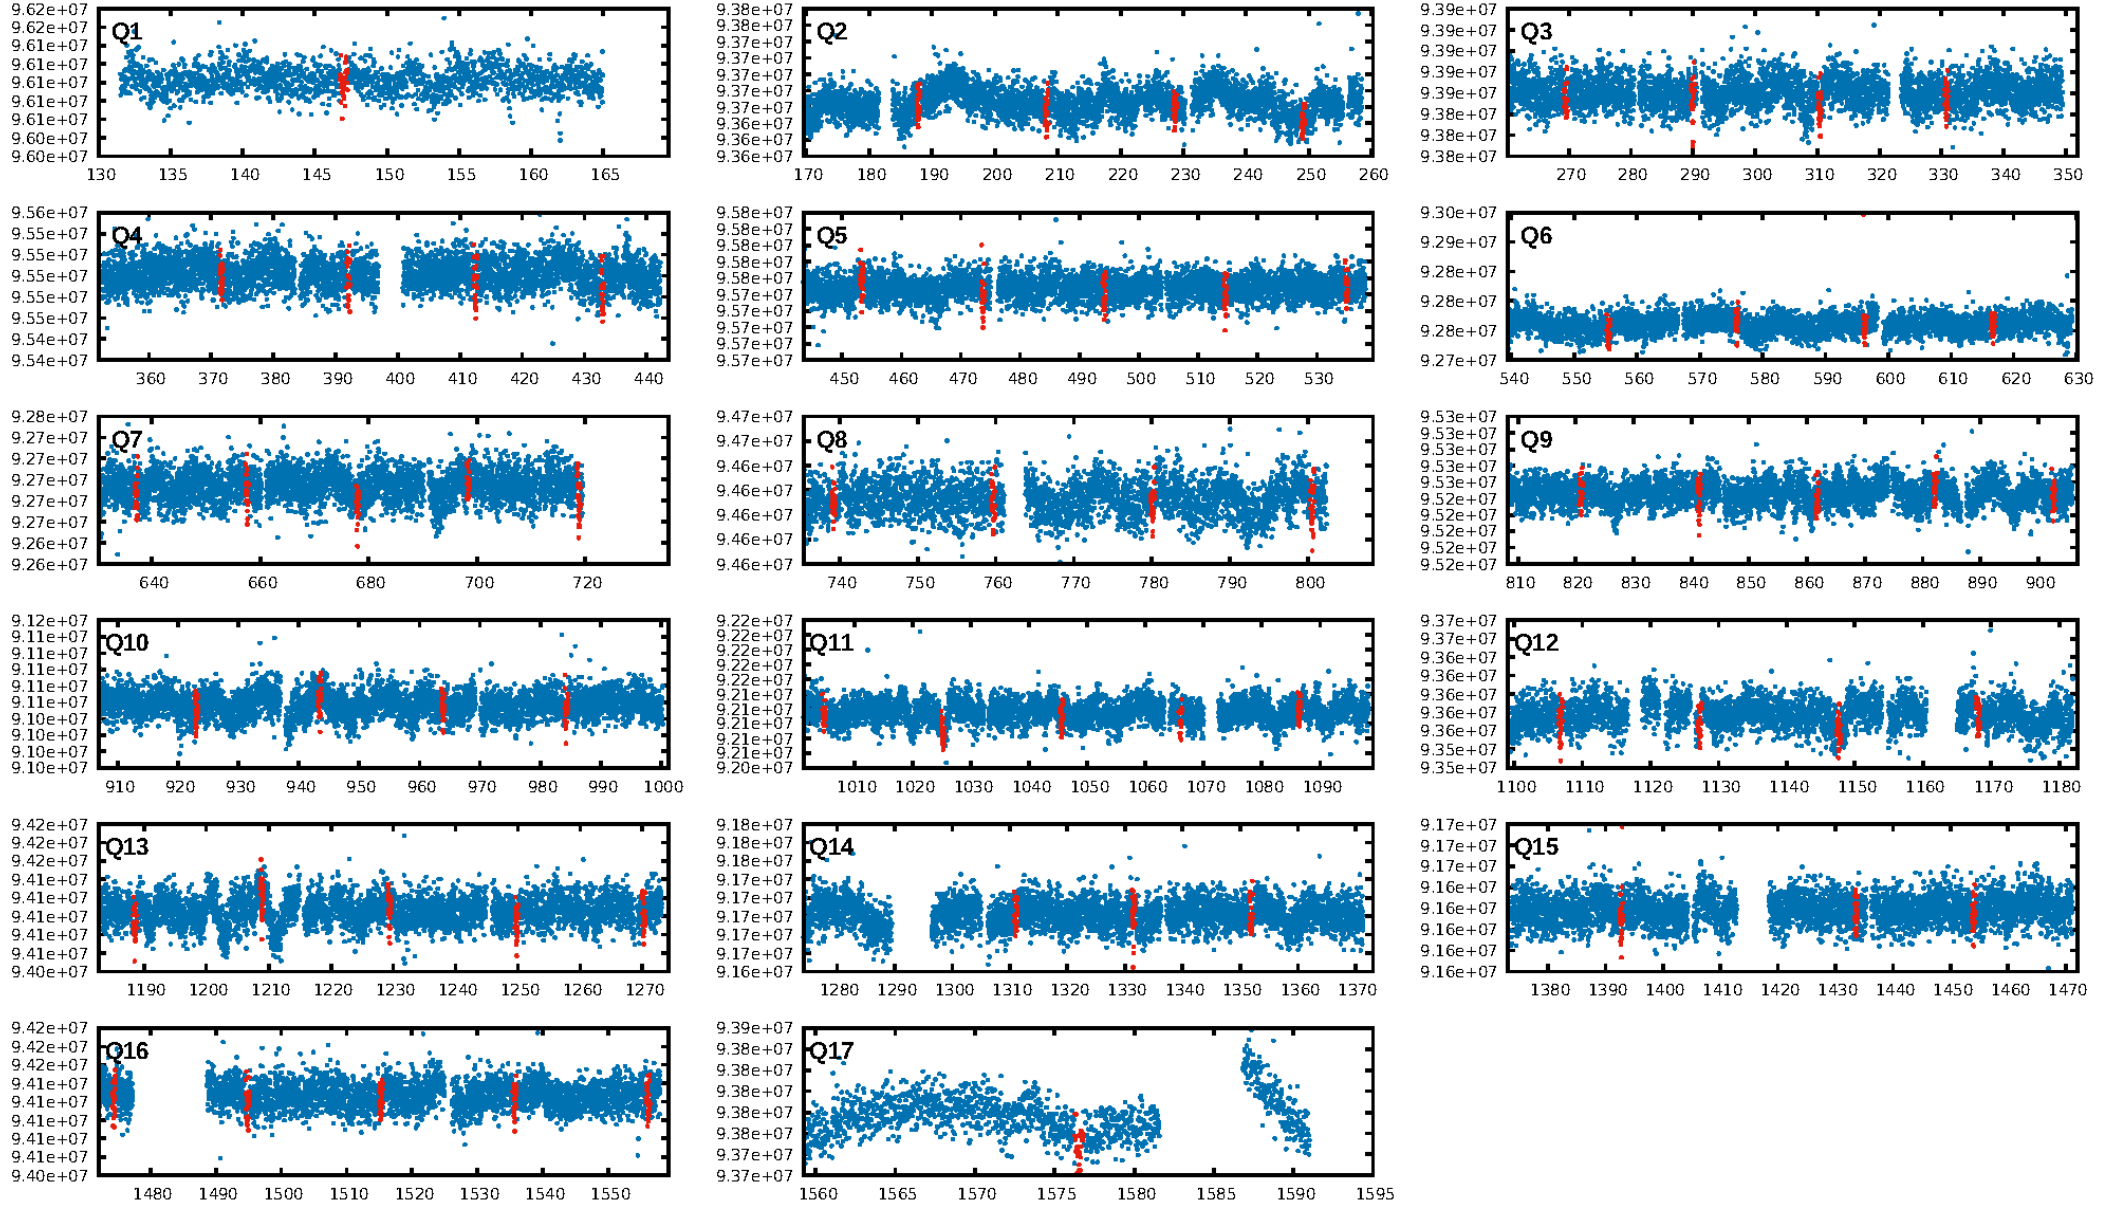 Q1
9.62e+07
9.62e+07
9.61e+07
9.61e+07
9.61e+07
9.61e+07
9.61e+07
9.60e+07
9.60e+07
130 135 140 145 150 155 160 165
Q2
9.38e+07
9.38e+07
9.37e+07
9.37e+07
9.37e+07
9.37e+07
9.37e+07
9.36e+07
9.36e+07
9.36e+07
170 180 190 200 210 220 230 240 250 260
Q3
9.39e+07
9.39e+07
9.39e+07
9.39e+07
9.39e+07
9.38e+07
9.38e+07
9.38e+07
270 280 290 300 310 320 330 340 350
Q4
9.56e+07
9.55e+07
9.55e+07
9.55e+07
9.55e+07
9.55e+07
9.54e+07
9.54e+07
360 370 380 390 400 410 420 430 440
Q5
9.58e+07
9.58e+07
9.58e+07
9.58e+07
9.58e+07
9.57e+07
9.57e+07
9.57e+07
9.57e+07
9.57e+07
450 460 470 480 490 500 510 520 530
Q6
9.30e+07
9.29e+07
9.28e+07
9.28e+07
9.28e+07
9.27e+07
540 550 560 570 580 590 600 610 620 630
Q7
9.28e+07
9.27e+07
9.27e+07
9.27e+07
9.27e+07
9.27e+07
9.26e+07
9.26e+07
640 660 680 700 720
Q8
9.47e+07
9.47e+07
9.46e+07
9.46e+07
9.46e+07
9.46e+07
9.46e+07
740 750 760 770 780 790 800
Q9
9.53e+07
9.53e+07
9.53e+07
9.53e+07
9.53e+07
9.52e+07
9.52e+07
9.52e+07
9.52e+07
9.52e+07
810 820 830 840 850 860 870 880 890 900
Q10
9.12e+07
9.11e+07
9.11e+07
9.11e+07
9.11e+07
9.11e+07
9.10e+07
9.10e+07
9.10e+07
9.10e+07
910 920 930 940 950 960 970 980 990 1000
Q11
9.22e+07
9.22e+07
9.22e+07
9.22e+07
9.22e+07
9.21e+07
9.21e+07
9.21e+07
9.21e+07
9.21e+07
9.20e+07
1010 1020 1030 1040 1050 1060 1070 1080 1090
Q12
9.37e+07
9.37e+07
9.36e+07
9.36e+07
9.36e+07
9.36e+07
9.36e+07
9.35e+07
9.35e+07
1100 1110 1120 1130 1140 1150 1160 1170 1180
Q13
9.42e+07
9.42e+07
9.42e+07
9.41e+07
9.41e+07
9.41e+07
9.41e+07
9.41e+07
9.40e+07
1190 1200 1210 1220 1230 1240 1250 1260 1270
Q14
9.18e+07
9.18e+07
9.18e+07
9.17e+07
9.17e+07
9.17e+07
9.17e+07
9.17e+07
9.16e+07
1280 1290 1300 1310 1320 1330 1340 1350 1360 1370
Q15
9.17e+07
9.17e+07
9.17e+07
9.16e+07
9.16e+07
9.16e+07
9.16e+07
9.16e+07
1380 1390 1400 1410 1420 1430 1440 1450 1460 1470
Q16
9.42e+07
9.42e+07
9.42e+07
9.41e+07
9.41e+07
9.41e+07
9.41e+07
9.41e+07
9.40e+07
1480 1490 1500 1510 1520 1530 1540 1550
Q17
9.39e+07
9.38e+07
9.38e+07
9.38e+07
9.38e+07
9.38e+07
9.37e+07
9.37e+07
1560 1565 1570 1575 1580 1585 1590 1595